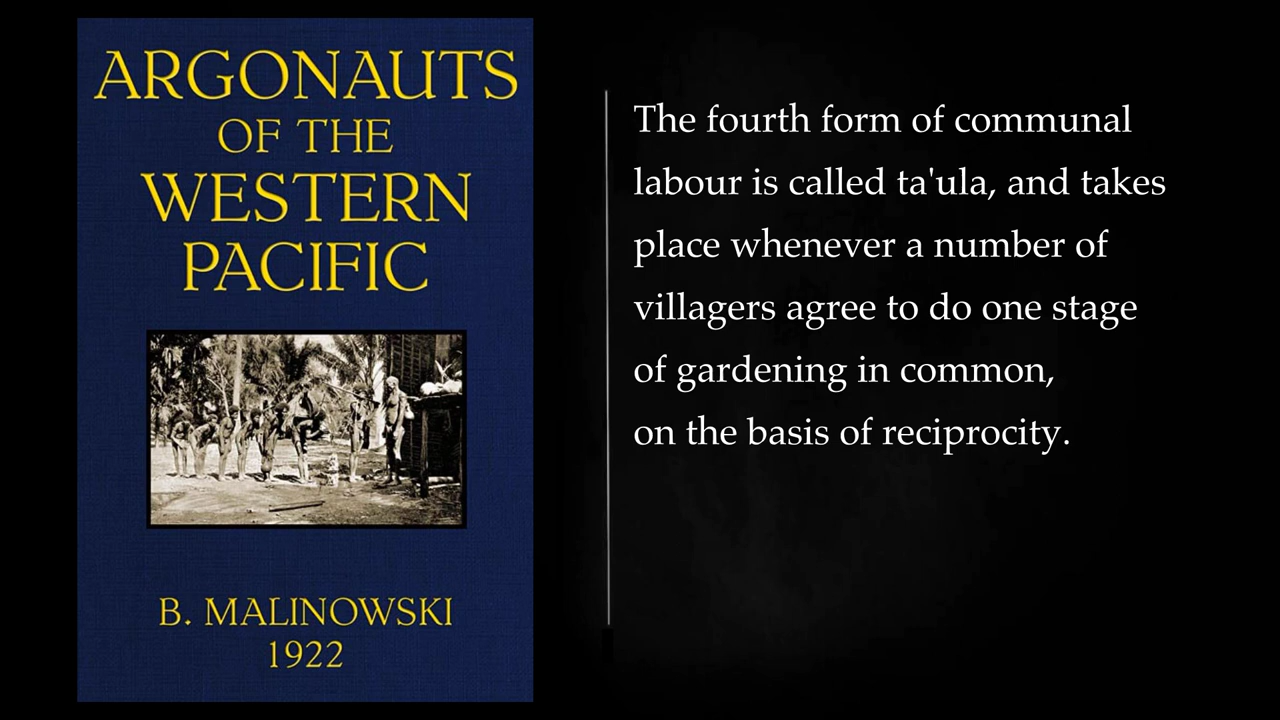 ARGONAUTS
OF THE
WESTERN
PACIFIC
B. MALINOWSKI
1922
The fourth form of communal
labour is called ta'ula, and takes
place whenever a number of
villagers agree to do one stage
of gardening in common,
on the basis of reciprocity.